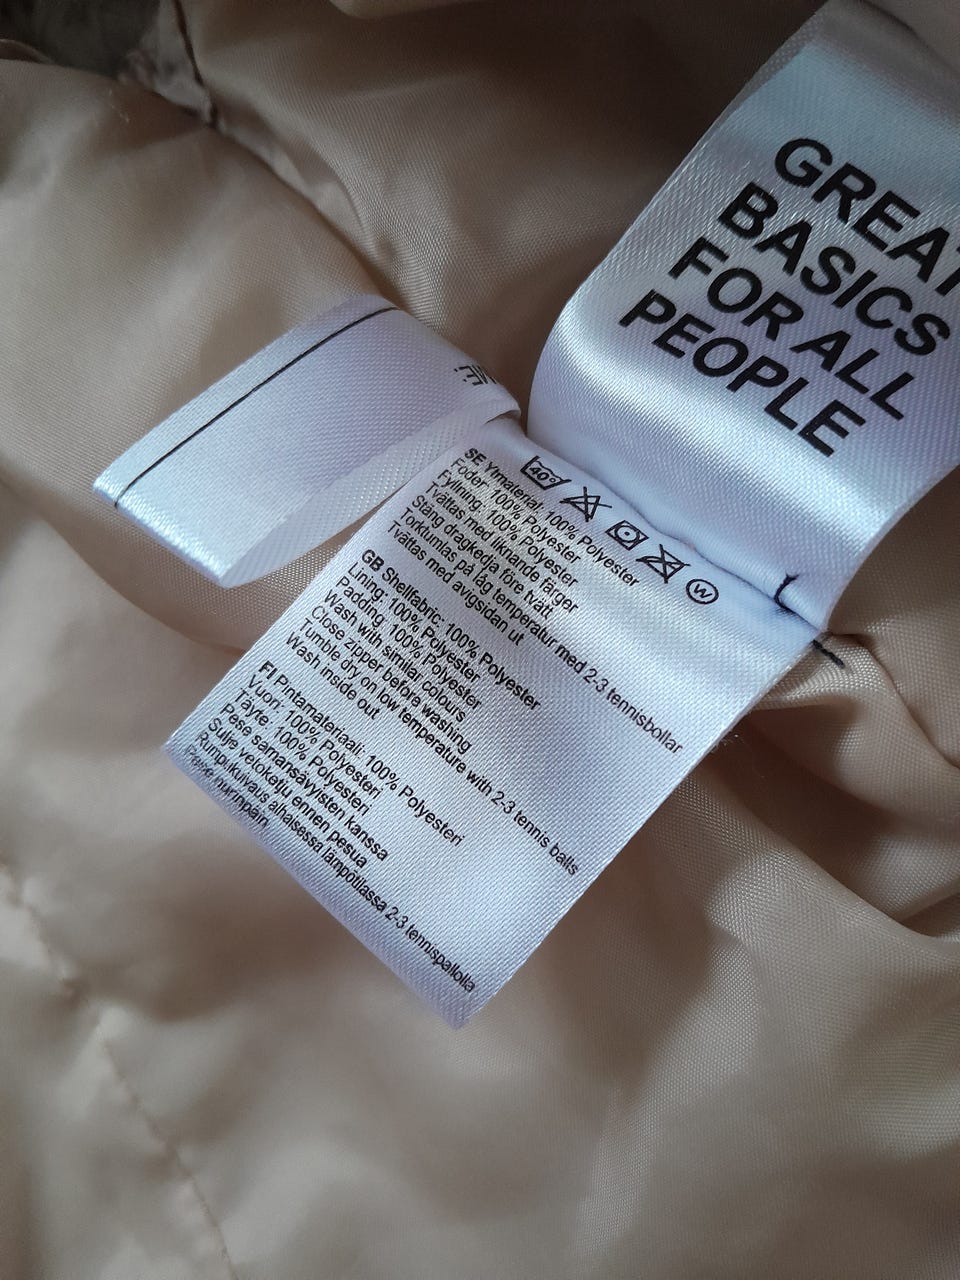 GREAT
BASICS
FOR ALL
PEOPLE
40°
W
SE Ytmaterial: 100% Polyester
Foder: 100% Polyester
Fyllning: 100% Polyester
Tvättas med liknande färger
Stäng dragkedja före tvätt
Torktumlas på låg temperatur med 2-3 tennisbollar
Tvättas med avigsidan ut
GB Shellfabric: 100% Polyester
Lining: 100% Polyester
Padding: 100% Polyester
Wash with similar colours
Close zipper before washing
Tumble dry on low temperature with 2-3 tennis balls
Wash inside out
FI Pintamateriaali: 100% Polyesteri
Vuori: 100% Polyesteri
Täyte: 100% Polyesteri
Pese samansävyisten kanssa
Sulje vetoketju ennen pesua
Rumpukuivaus alhaisessa lämpötilassa 2-3 tennispallolla
Pese nurinpäin